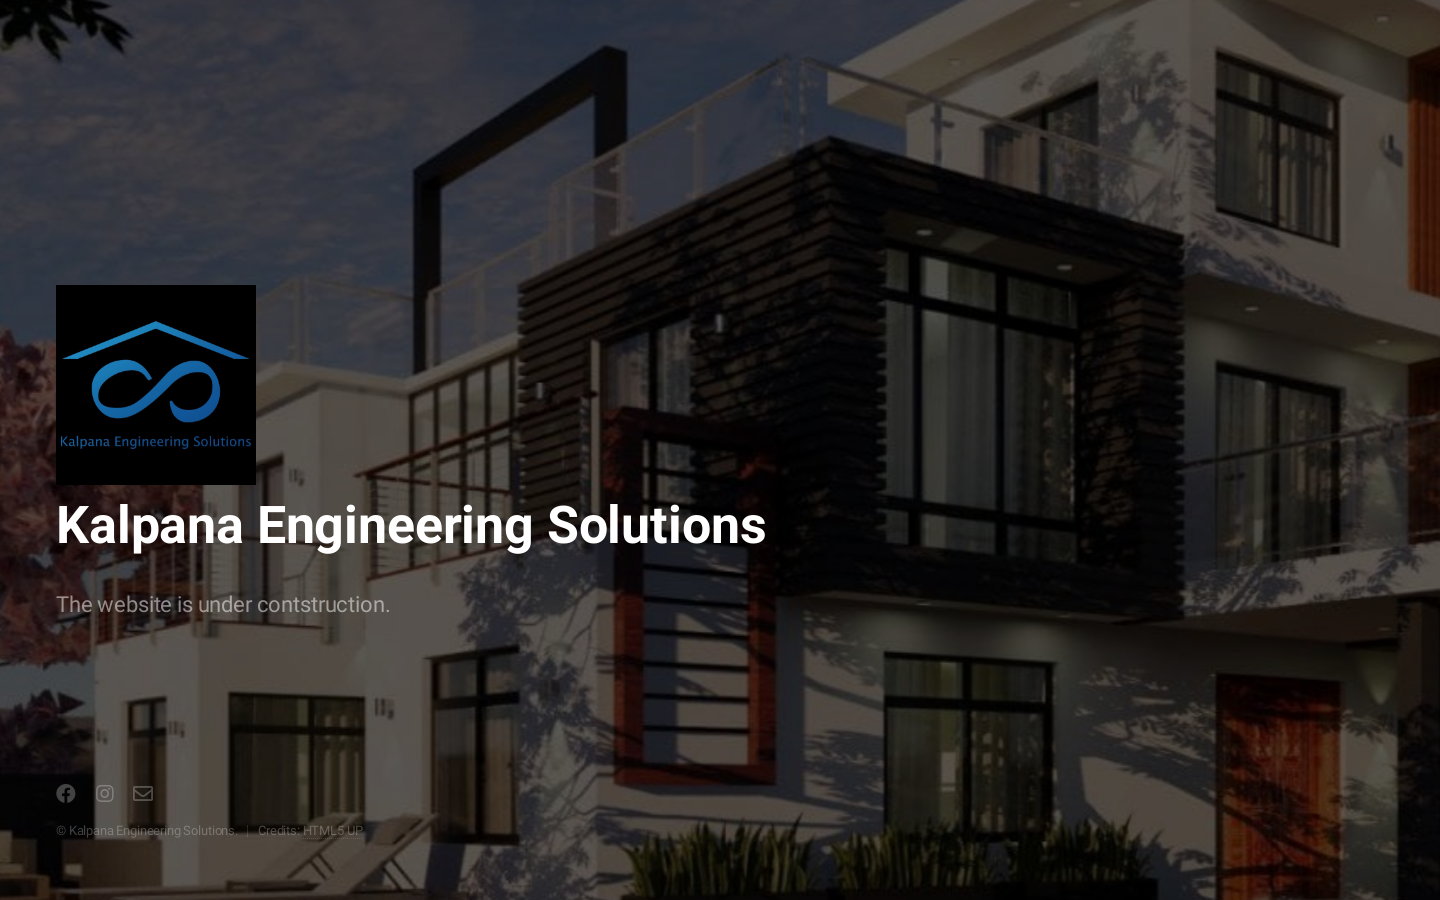 Kalpana Engineering Solutions
Kalpana Engineering Solutions
The website is under contstruction.
© Kalpana Engineering Solutions. | Credits: HTML5 UP